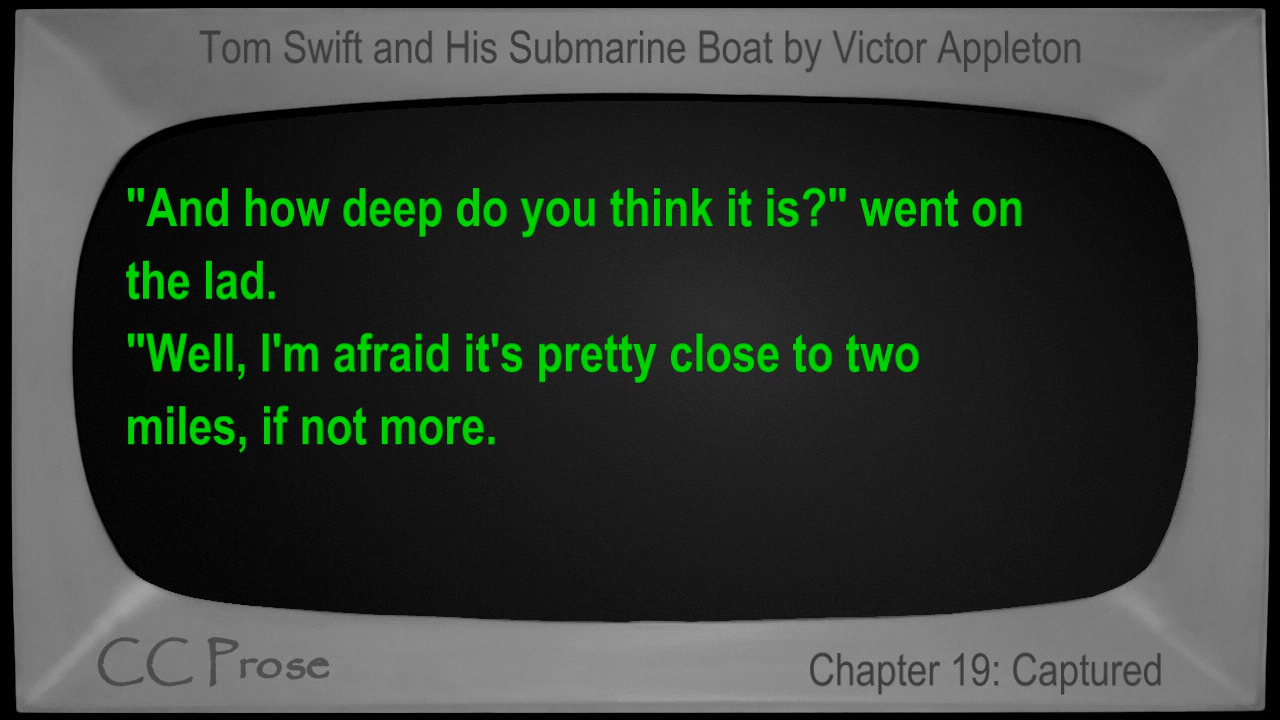 Tom Swift and His Submarine Boat by Victor Appleton
"And how deep do you think it is?" went on
the lad.
"Well, I'm afraid it's pretty close to two
miles, if not more.
CC Prose
Chapter 19: Captured